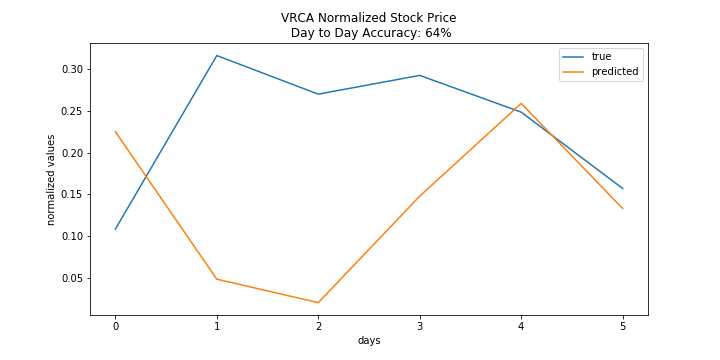 VRCA Normalized Stock Price
Day to Day Accuracy: 64%
true
predicted
normalized values
0.30
0.25
0.20
0.15
0.10
0.05
0 1 2 3 4 5
days